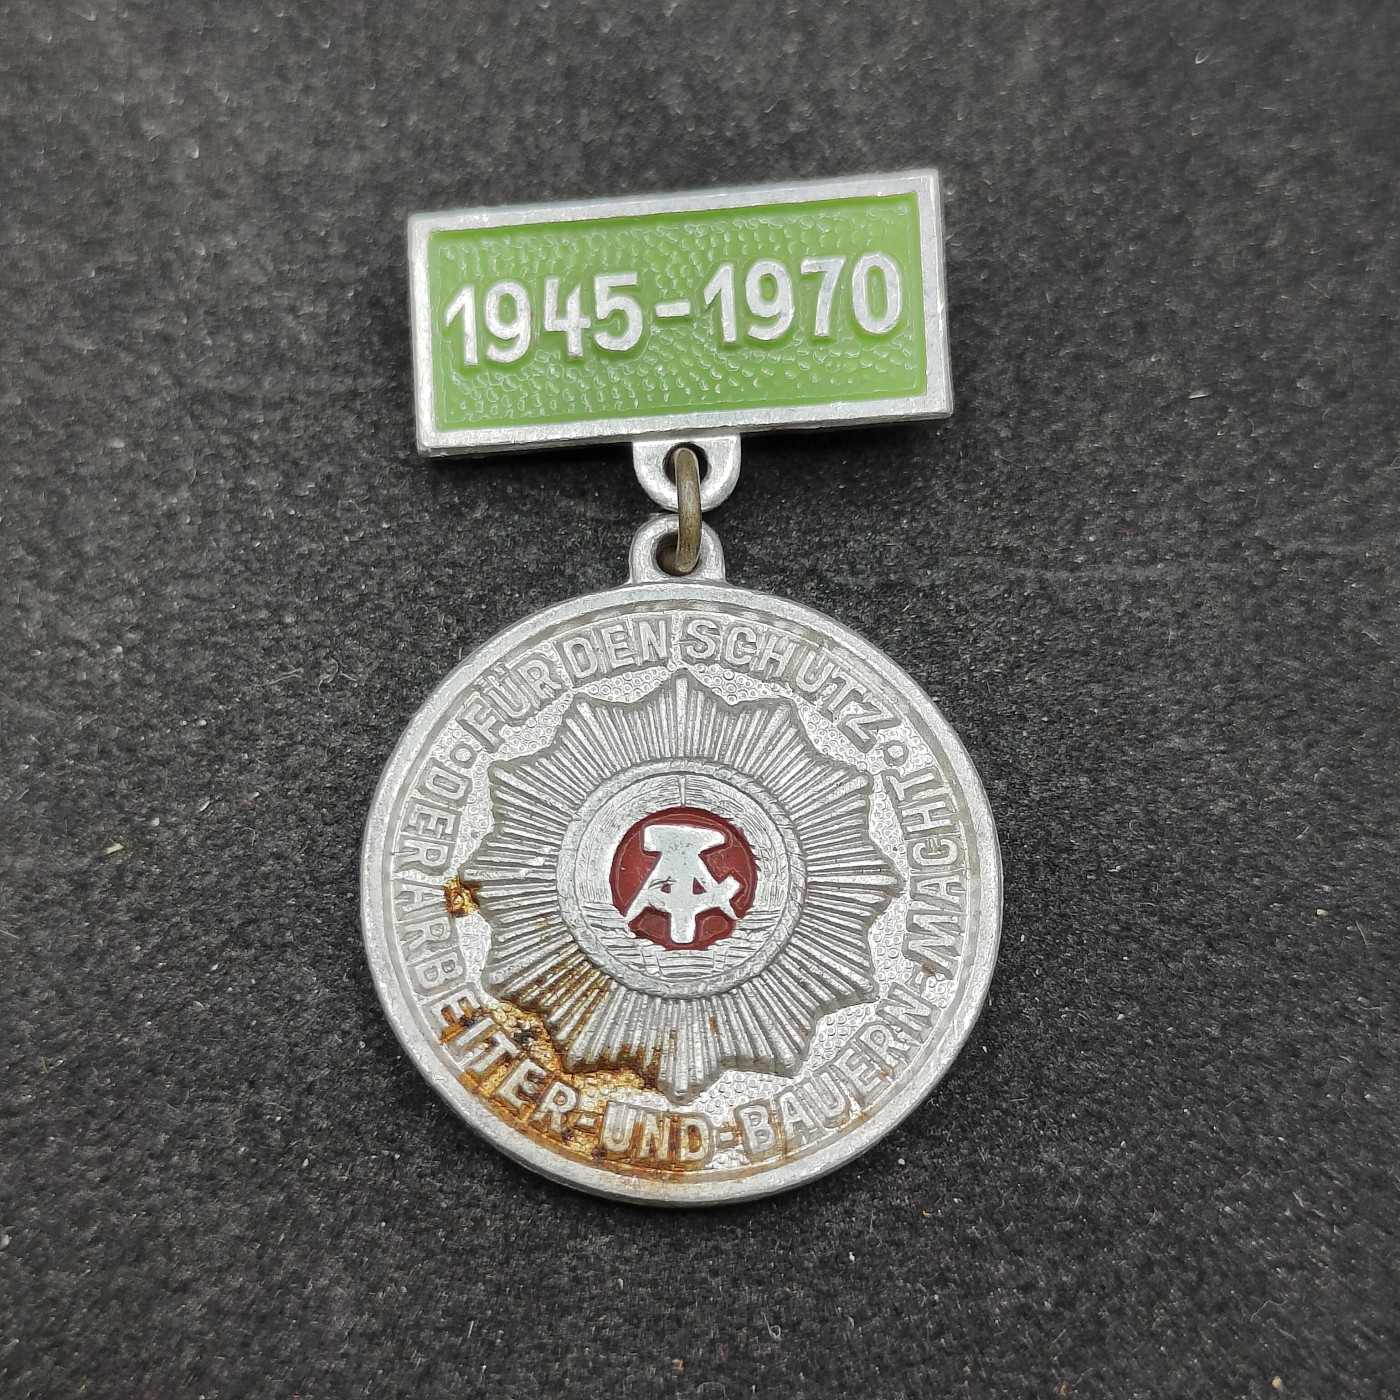 1945-1970
FÜR DEN SCHUTZ
DER ARBEITER-UND-BAUERN-MACHT